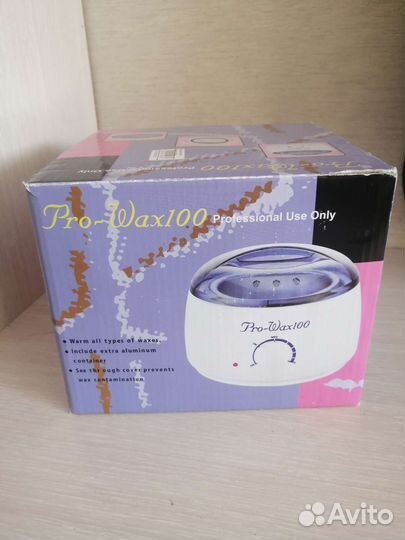 Pro-Wax100 Professional Use Only
Pro-Wax100
• Warm all types of waxes.
• Include extra aluminum
container
• See through cover prevents
wax contamination
Avito